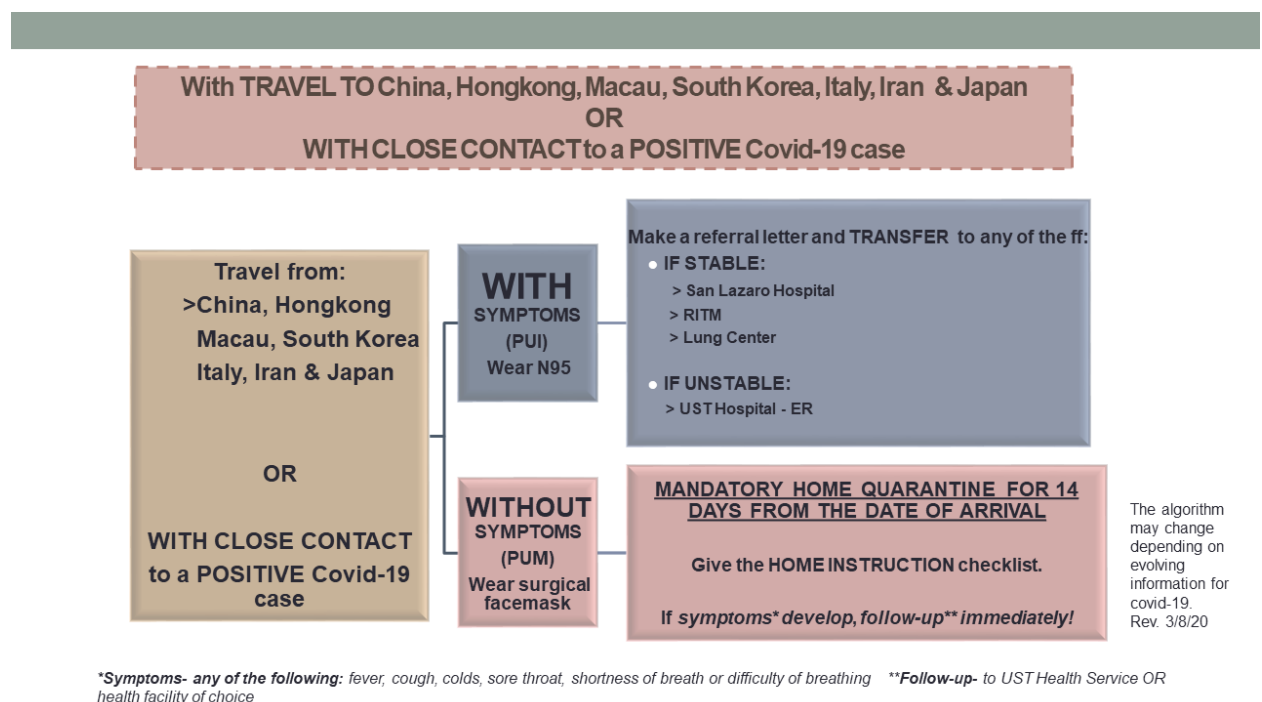 With TRAVEL TO China, Hongkong, Macau, South Korea, Italy, Iran & Japan
OR
WITH CLOSE CONTACT to a POSITIVE Covid-19 case
Travel from:
>China, Hongkong
Macau, South Korea
Italy, Iran & Japan
OR
WITH CLOSE CONTACT
to a POSITIVE Covid-19
case
WITH
SYMPTOMS
(PUI)
Wear N95
Make a referral letter and TRANSFER to any of the ff:
● IF STABLE:
> San Lazaro Hospital
> RITM
> Lung Center
● IF UNSTABLE:
> UST Hospital - ER
WITHOUT
SYMPTOMS
(PUM)
Wear surgical
facemask
MANDATORY HOME QUARANTINE FOR 14
DAYS FROM THE DATE OF ARRIVAL
Give the HOME INSTRUCTION checklist.
If symptoms* develop, follow-up** immediately!
The algorithm
may change
depending on
evolving
information for
covid-19.
Rev. 3/8/20
*Symptoms- any of the following: fever, cough, colds, sore throat, shortness of breath or difficulty of breathing **Follow-up- to UST Health Service OR
health facility of choice